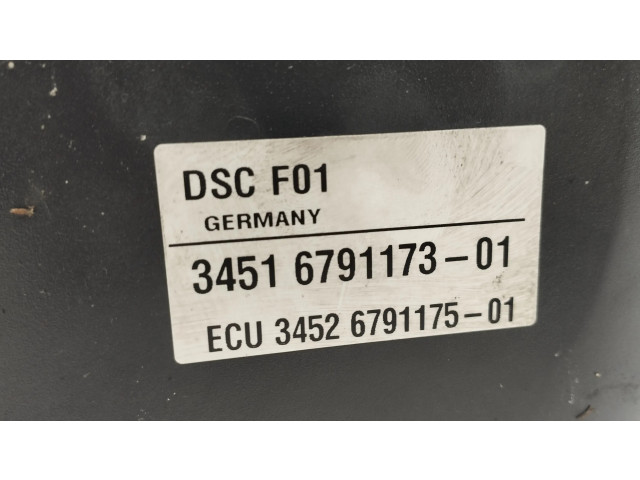 DSC F01
GERMANY
3451 6791173-01
ECU 3452 6791175-01